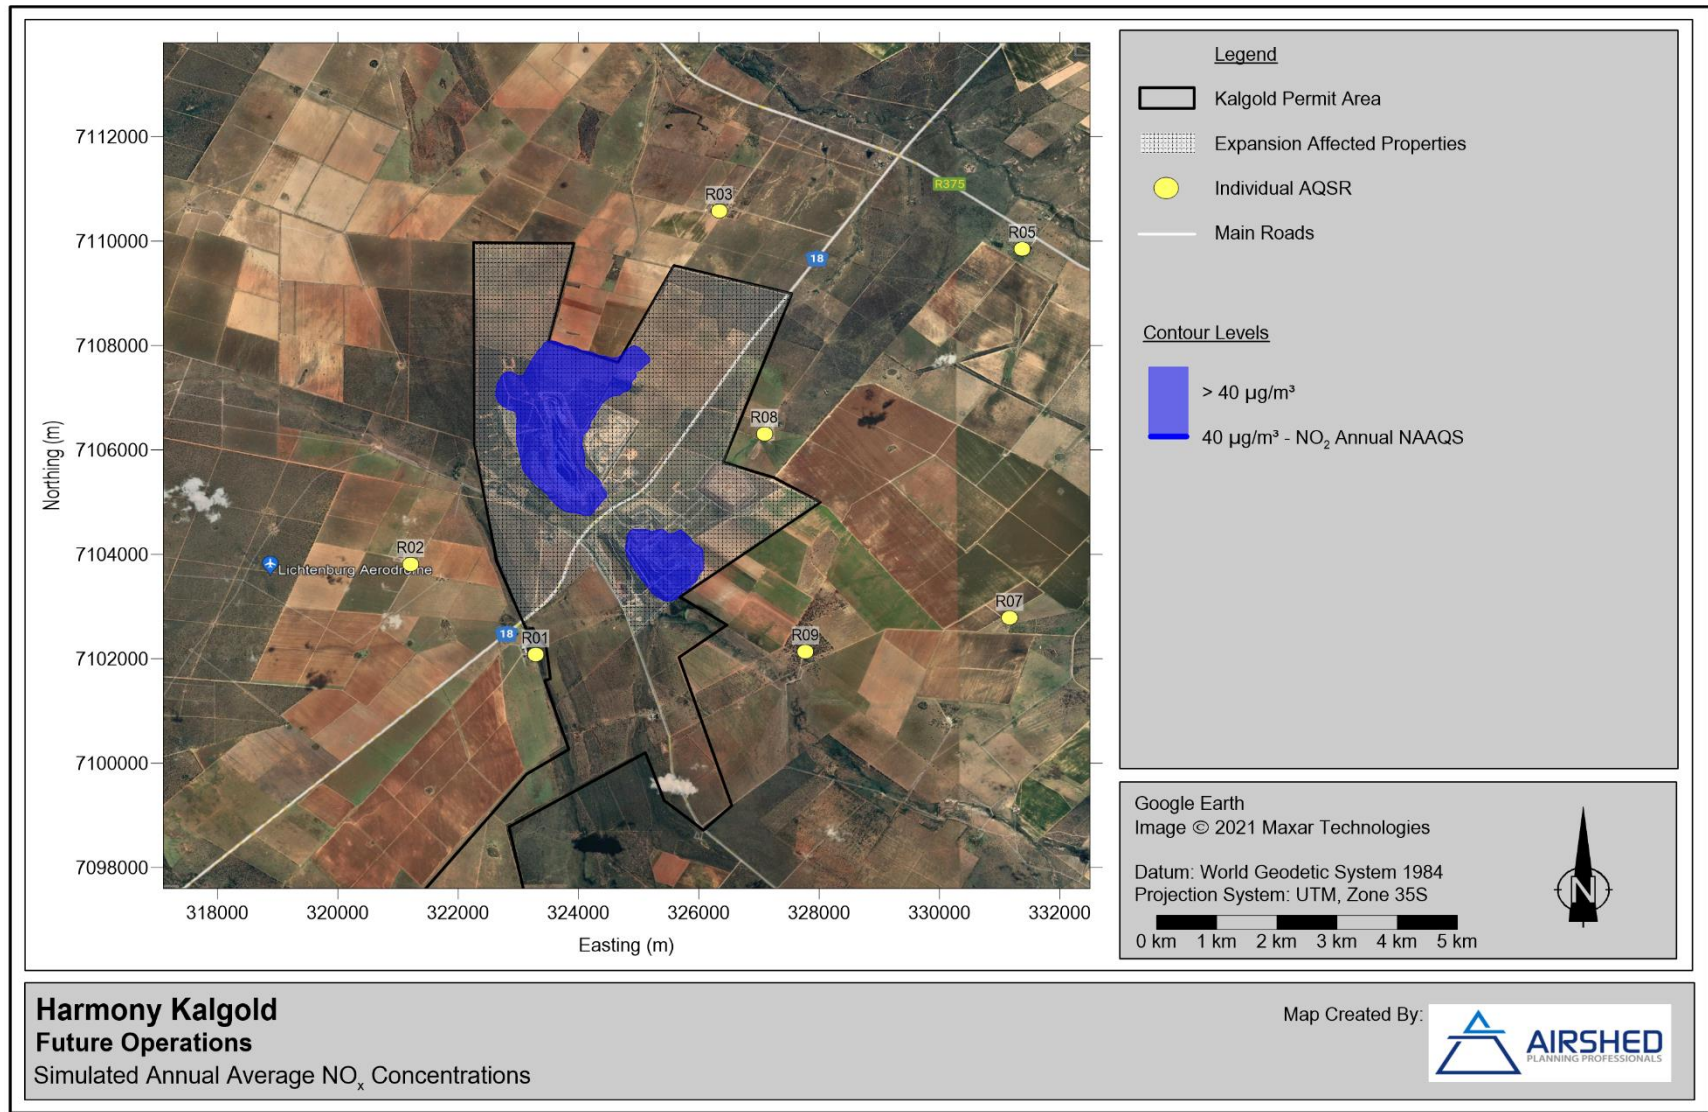 7112000
7110000
7108000
7106000
7104000
7102000
7100000
7098000
Northing (m)
318000
320000
322000
324000
326000
328000
330000
332000
Easting (m)
R03
R375
R05
18
R08
R02
Lichtenburg Aerodrome
18
R01
R07
R09
Legend
Kalgold Permit Area
Expansion Affected Properties
Individual AQSR
Main Roads
Contour Levels
> 40 µg/m³
40 µg/m³ - NO₂ Annual NAAQS
Google Earth
Image © 2021 Maxar Technologies
Datum: World Geodetic System 1984
Projection System: UTM, Zone 35S
0 km 1 km 2 km 3 km 4 km 5 km
N
Harmony Kalgold
Future Operations
Simulated Annual Average NOₓ Concentrations
Map Created By:
AIRSHED
PLANNING PROFESSIONALS